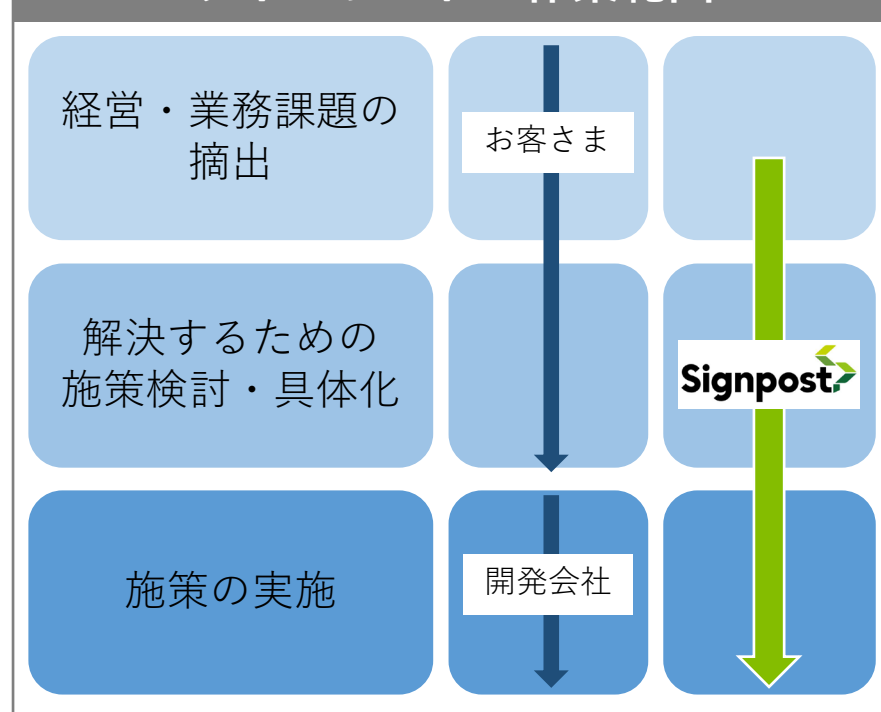 経営・業務課題の
摘出
お客さま
解決するための
施策検討・具体化
Signpost
施策の実施
開発会社